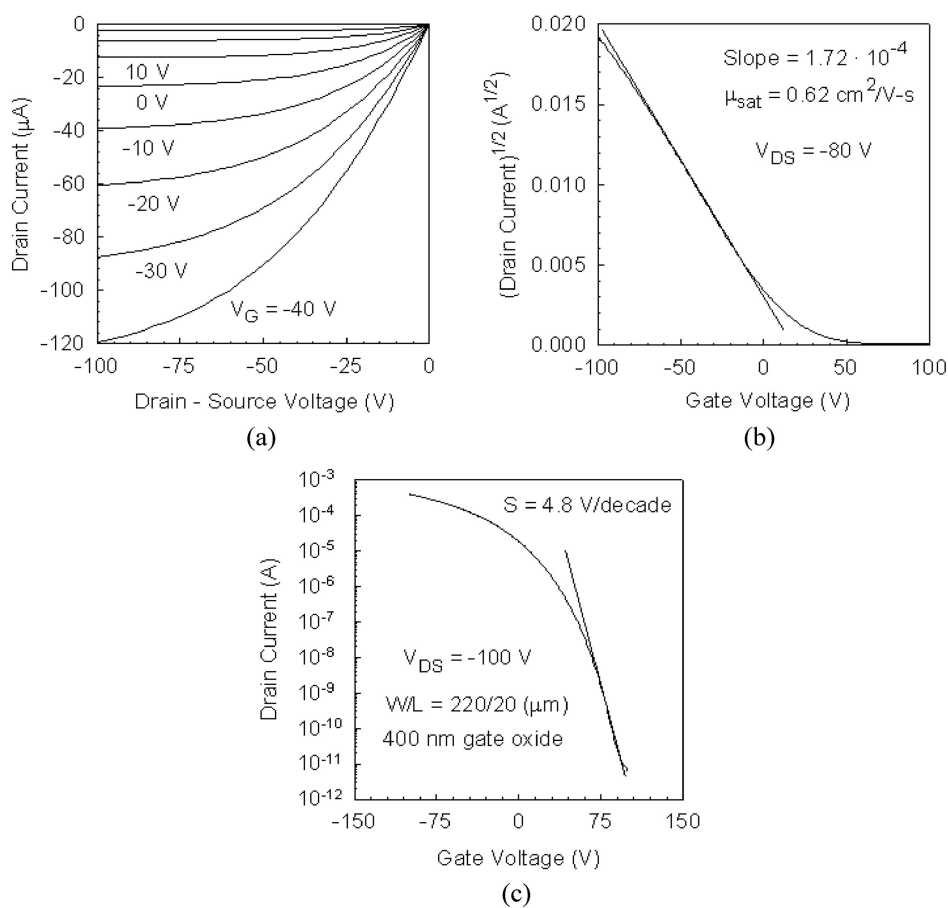 0
-20
-40
-60
-80
-100
-120
10 V
0 V
-10 V
-20 V
-30 V
V_G = -40 V
-100
-75
-50
-25
0
Drain Current (μA)
Drain - Source Voltage (V)
(a)
0.020
0.015
0.010
0.005
0.000
Slope = 1.72 · 10^-4
μ_sat = 0.62 cm^2/V-s
V_DS = -80 V
-100
-50
0
50
100
(Drain Current)^1/2 (A^1/2)
Gate Voltage (V)
(b)
10^-3
10^-4
10^-5
10^-6
10^-7
10^-8
10^-9
10^-10
10^-11
10^-12
S = 4.8 V/decade
V_DS = -100 V
W/L = 220/20 (μm)
400 nm gate oxide
-150
-75
0
75
150
Drain Current (A)
Gate Voltage (V)
(c)